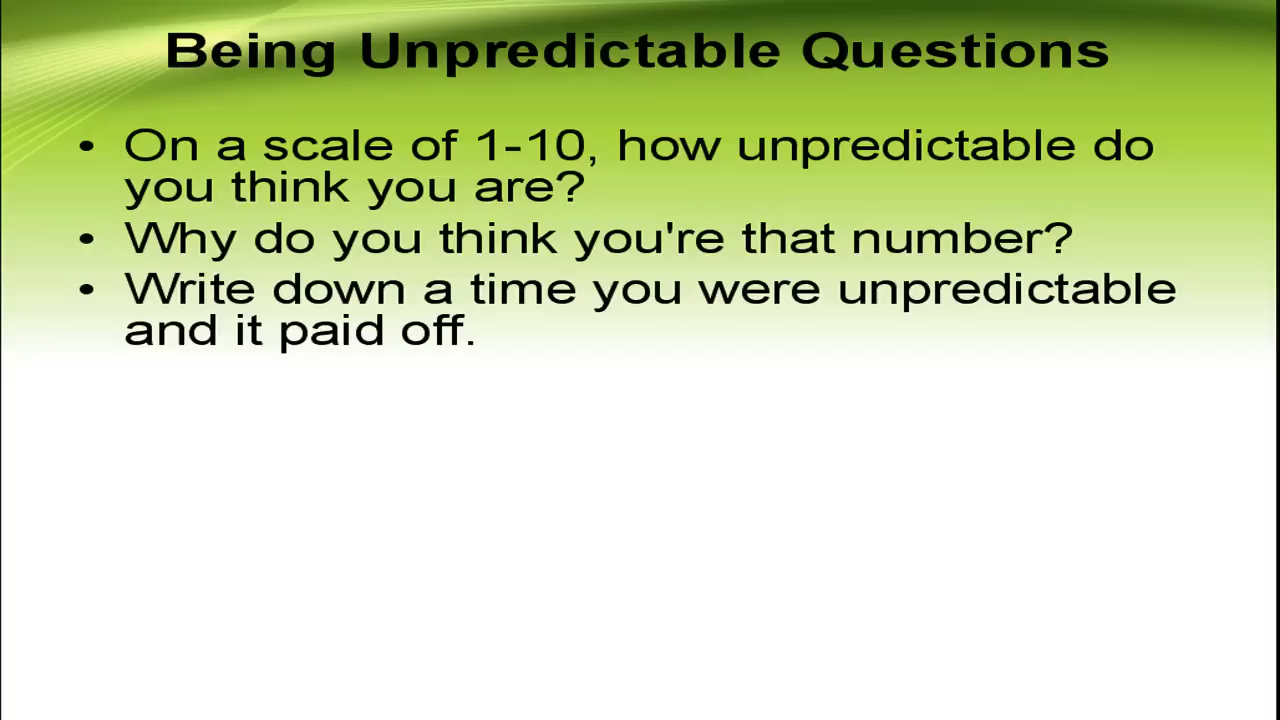 Being Unpredictable Questions
• On a scale of 1-10, how unpredictable do
you think you are?
• Why do you think you're that number?
• Write down a time you were unpredictable
and it paid off.